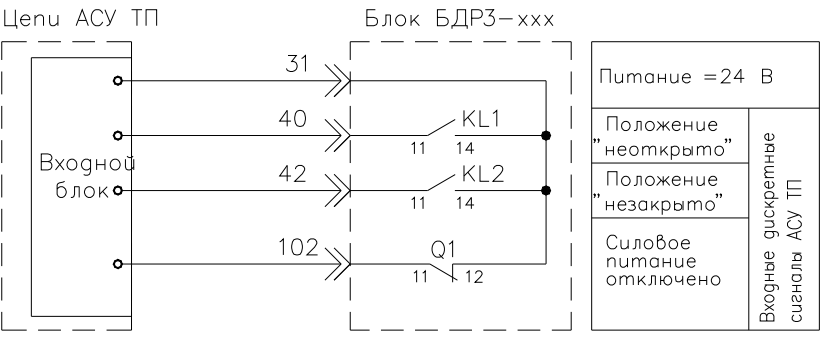 Цепи АСУ ТП
Блок БДРЗ-ххх
31
Питание =24 В
40
KL1
11
14
Положение
"неоткрыто"
Входной
блок
42
KL2
11
14
Положение
"незакрыто"
102
Q1
11
12
Силовое
питание
отключено
Входные дискретные
сигналы АСУ ТП